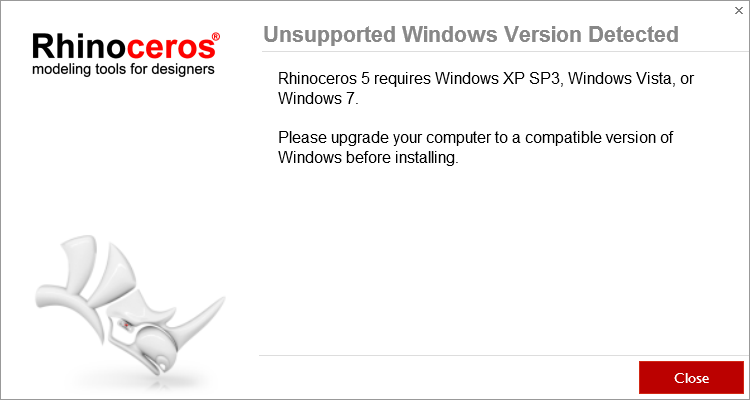 Rhinoceros®
modeling tools for designers
Unsupported Windows Version Detected
Rhinoceros 5 requires Windows XP SP3, Windows Vista, or
Windows 7.
Please upgrade your computer to a compatible version of
Windows before installing.
Close